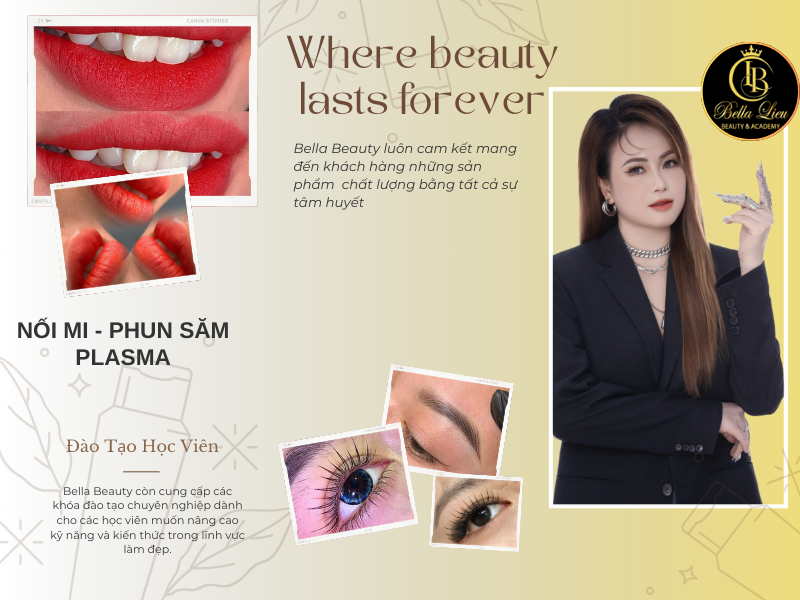 CANVA STORIES
Where beauty
lasts forever
LB
Bella Lieu
BEAUTY & ACADEMY
Bella Beauty luôn cam kết mang
đến khách hàng những sản
phẩm chất lượng bằng tất cả sự
tâm huyết
NỐI MI - PHUN SĂM
PLASMA
Đào Tạo Học Viên
Bella Beauty còn cung cấp các
khóa đào tạo chuyên nghiệp dành
cho các học viên muốn nâng cao
kỹ năng và kiến thức trong lĩnh vực
làm đẹp.